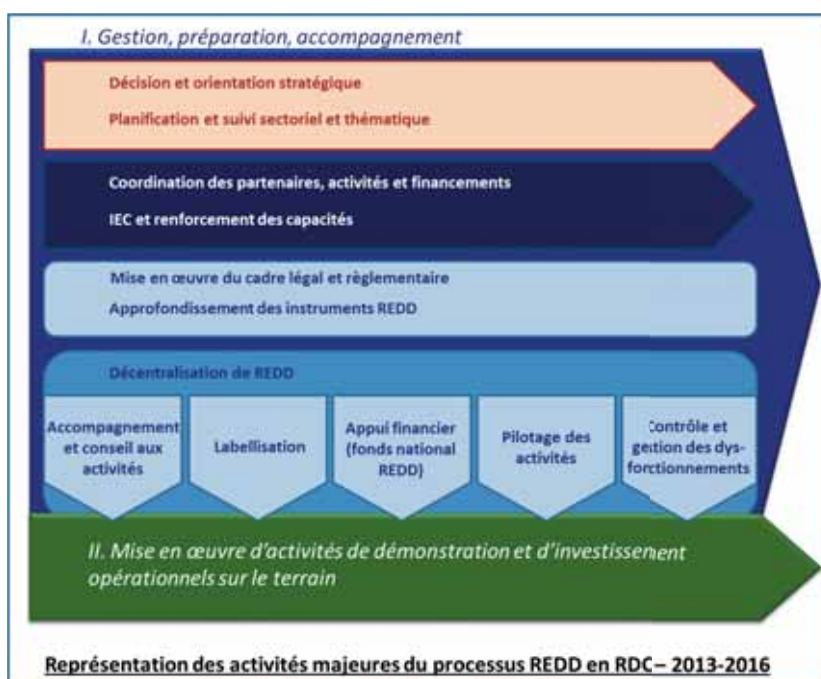 I. Gestion, préparation, accompagnement
Décision et orientation stratégique
Planification et suivi sectoriel et thématique
Coordination des partenaires, activités et financements
IEC et renforcement des capacités
Mise en œuvre du cadre légal et règlementaire
Approfondissement des instruments REDD
Décentralisation de REDD
Accompagnement
et conseil aux
activités
Labellisation
Appui financier
(fonds national
REDD)
Pilotage des
activités
Contrôle et
gestion des dys-
fonctionnements
II. Mise en œuvre d'activités de démonstration et d'investissement
opérationnels sur le terrain
Représentation des activités majeures du processus REDD en RDC – 2013-2016